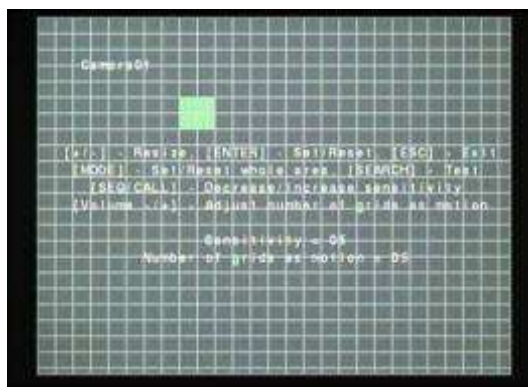 Camera01
[+/-] - Resize, [ENTER] - Set/Reset, [ESC] - Exit
[MODE] - Set/Reset whole area, [SEARCH] - Test
[SEQ/CALL] - Decrease/Increase sensitivity
[Volume -/+] - Adjust number of grids as motion
Sensitivity = 05
Number of grids as motion = 05